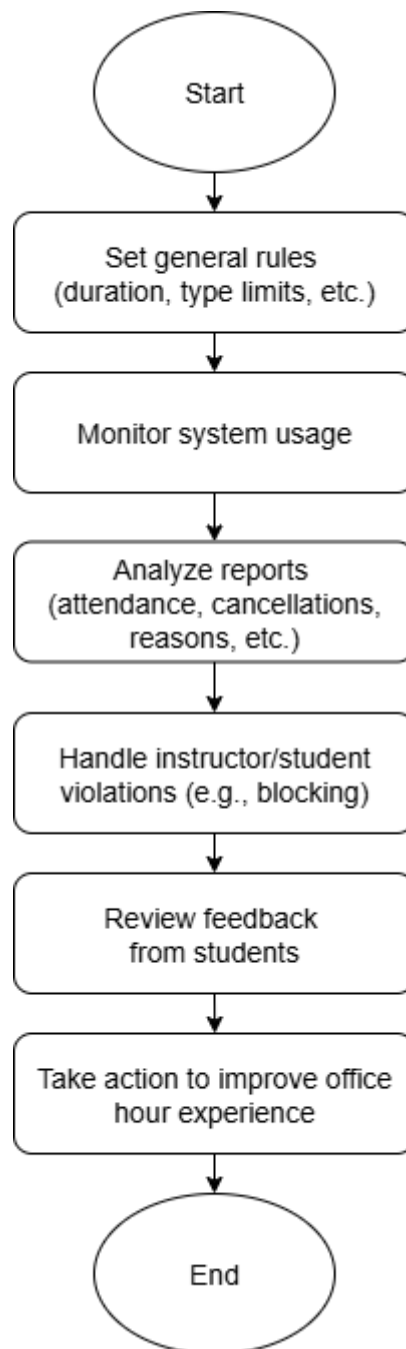 Start
Set general rules
(duration, type limits, etc.)
Monitor system usage
Analyze reports
(attendance, cancellations,
reasons, etc.)
Handle instructor/student
violations (e.g., blocking)
Review feedback
from students
Take action to improve office
hour experience
End